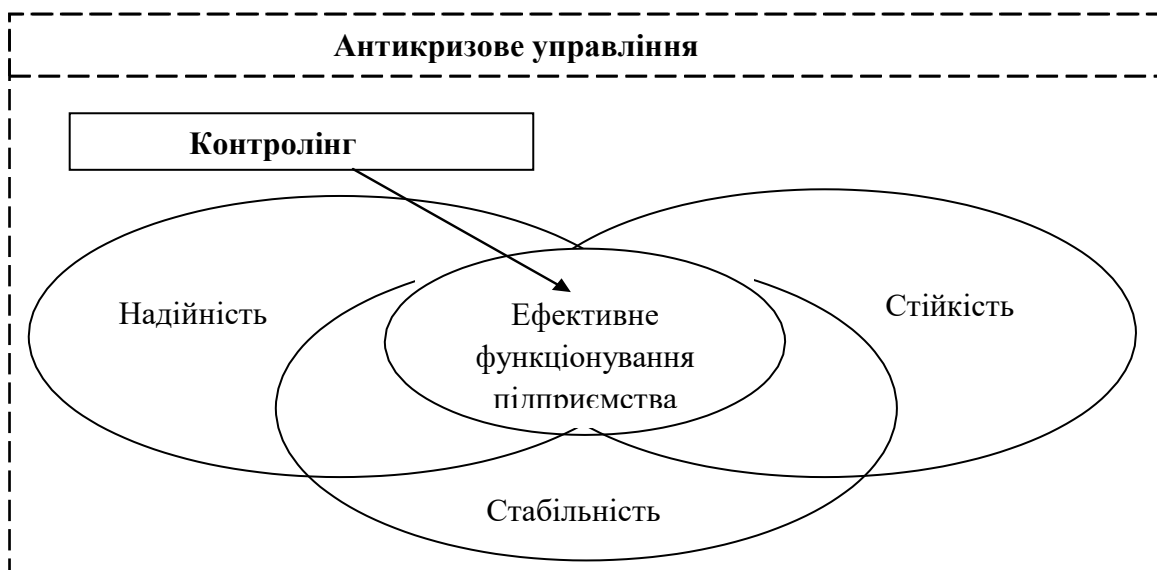 Антикризове управління
Контролінг
Надійність
Стійкість
Ефективне
функціонування
підприємства
Стабільність